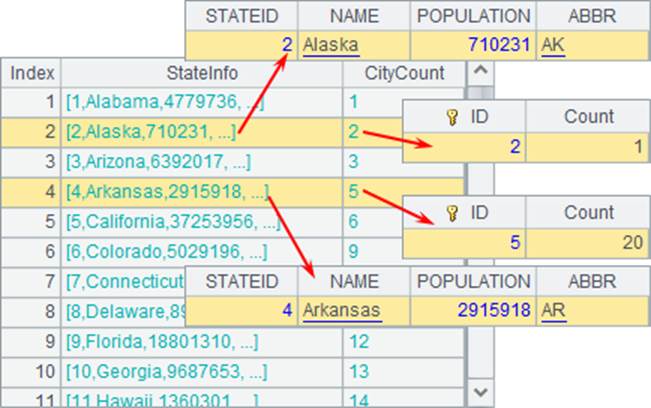 STATEID NAME POPULATION ABBR
2 Alaska 710231 AK
Index StateInfo CityCount
1 [1,Alabama,4779736, ...] 1
ID Count
2 [2,Alaska,710231, ...] 2
2 1
3 [3,Arizona,6392017, ...] 3
4 [4,Arkansas,2915918, ...] 5
ID Count
5 [5,California,37253956, ...] 6
5 20
6 [6,Colorado,5029196, ...] 9
7 [7,Connecticut
STATEID NAME POPULATION ABBR
8 [8,Delaware,89
4 Arkansas 2915918 AR
9 [9,Florida,18801310, ...] 12
10 [10,Georgia,9687653, ...] 13
11 [11,Hawaii,1360301, ...] 14